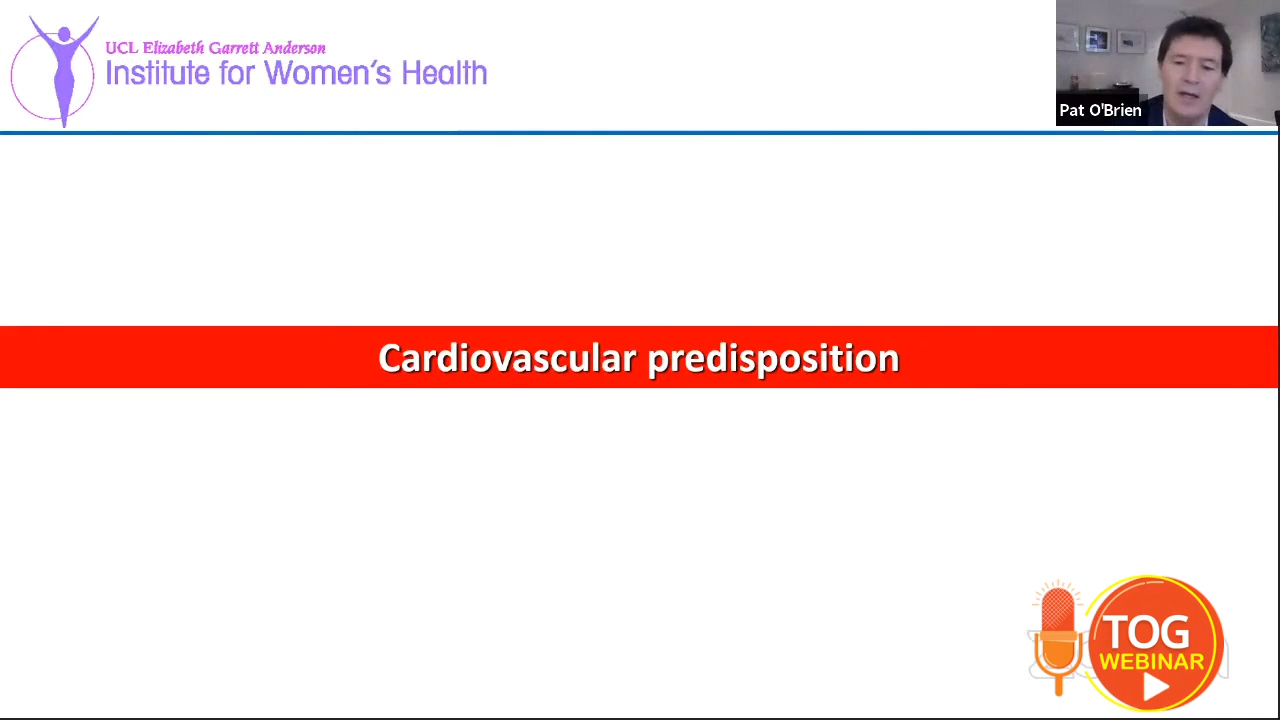 UCL Elizabeth Garrett Anderson
Institute for Women's Health
Pat O'Brien
Cardiovascular predisposition
TOG
WEBINAR